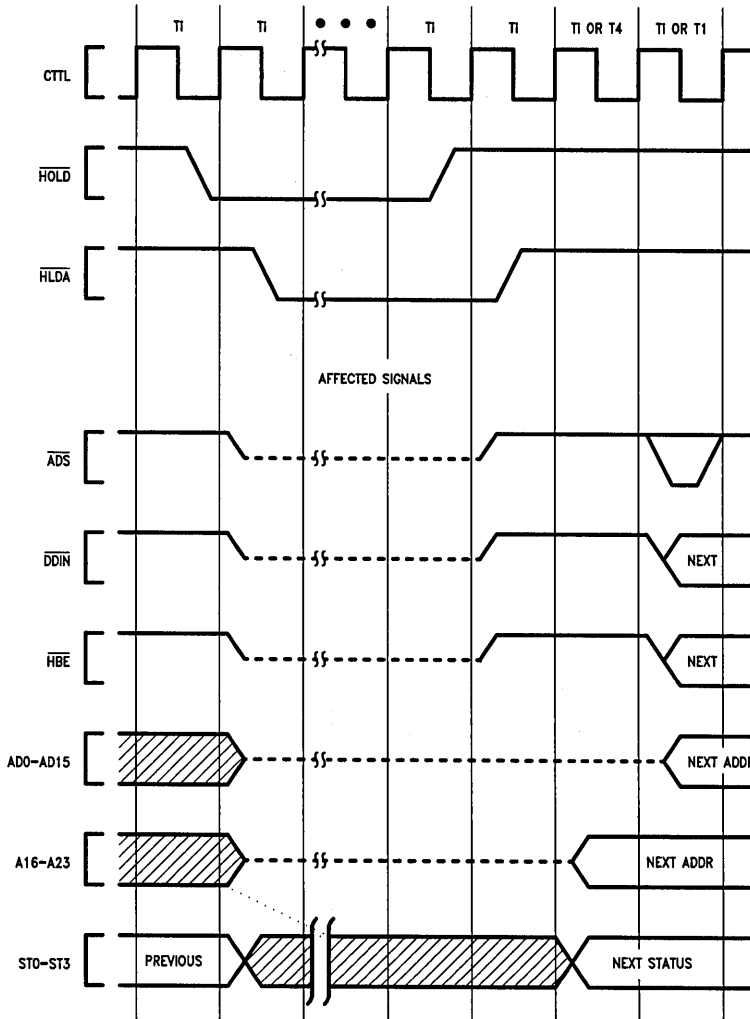 TI TI • • • TI TI TI OR T4 TI OR T1
CTTL
HOLD
HLDA
AFFECTED SIGNALS
ADS
DDIN NEXT
HBE NEXT
AD0-AD15 NEXT ADDR
A16-A23 NEXT ADDR
ST0-ST3 PREVIOUS NEXT STATUS